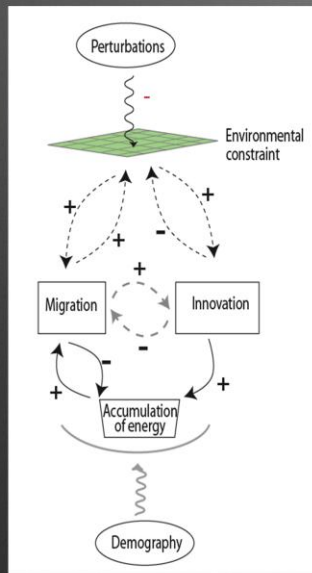 Perturbations
-
Environmental
constraint
+
+
-
+
+
Migration
Innovation
-
-
+
+
Accumulation
of energy
Demography